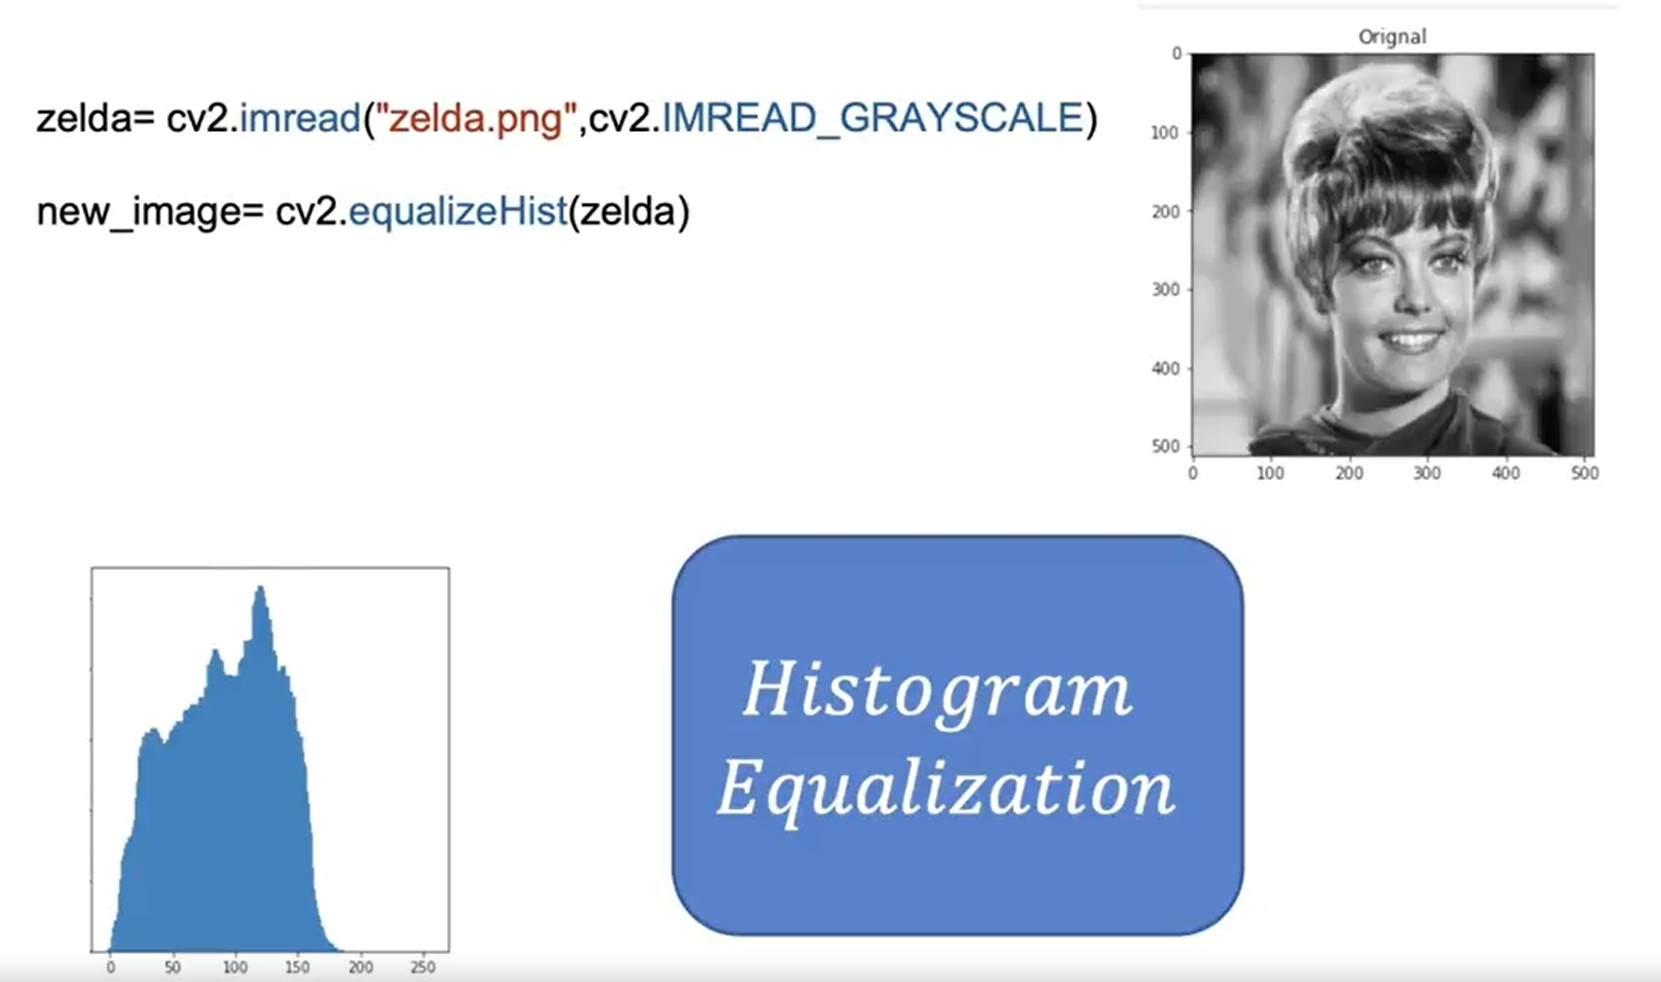 zelda= cv2.imread("zelda.png",cv2.IMREAD_GRAYSCALE)
new_image= cv2.equalizeHist(zelda)
Orignal
0
100
200
300
400
500
0 100 200 300 400 500
Histogram
Equalization
0 50 100 150 200 250